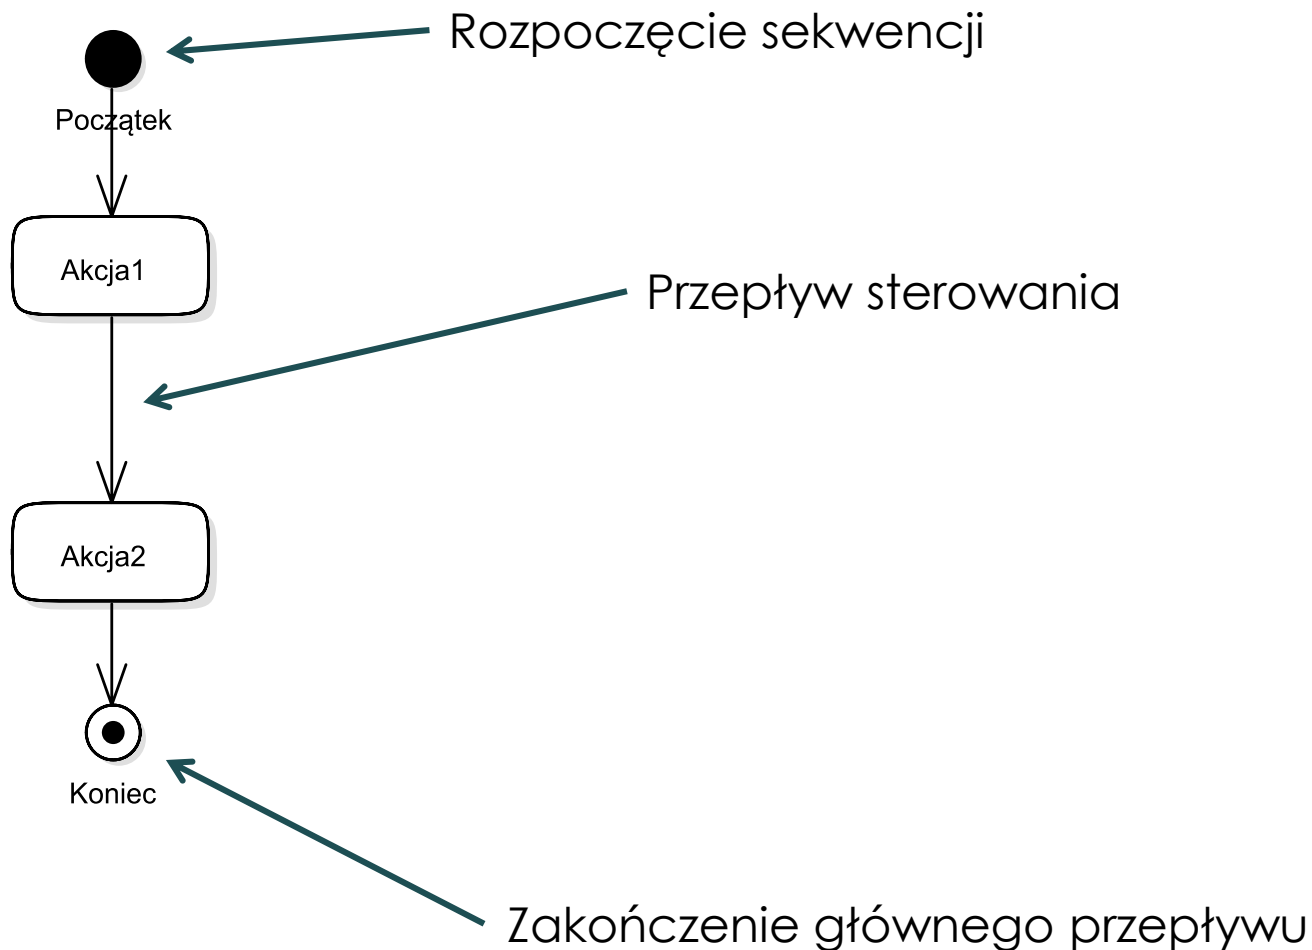 Rozpoczęcie sekwencji
Początek
Akcja1
Przepływ sterowania
Akcja2
Koniec
Zakończenie głównego przepływu